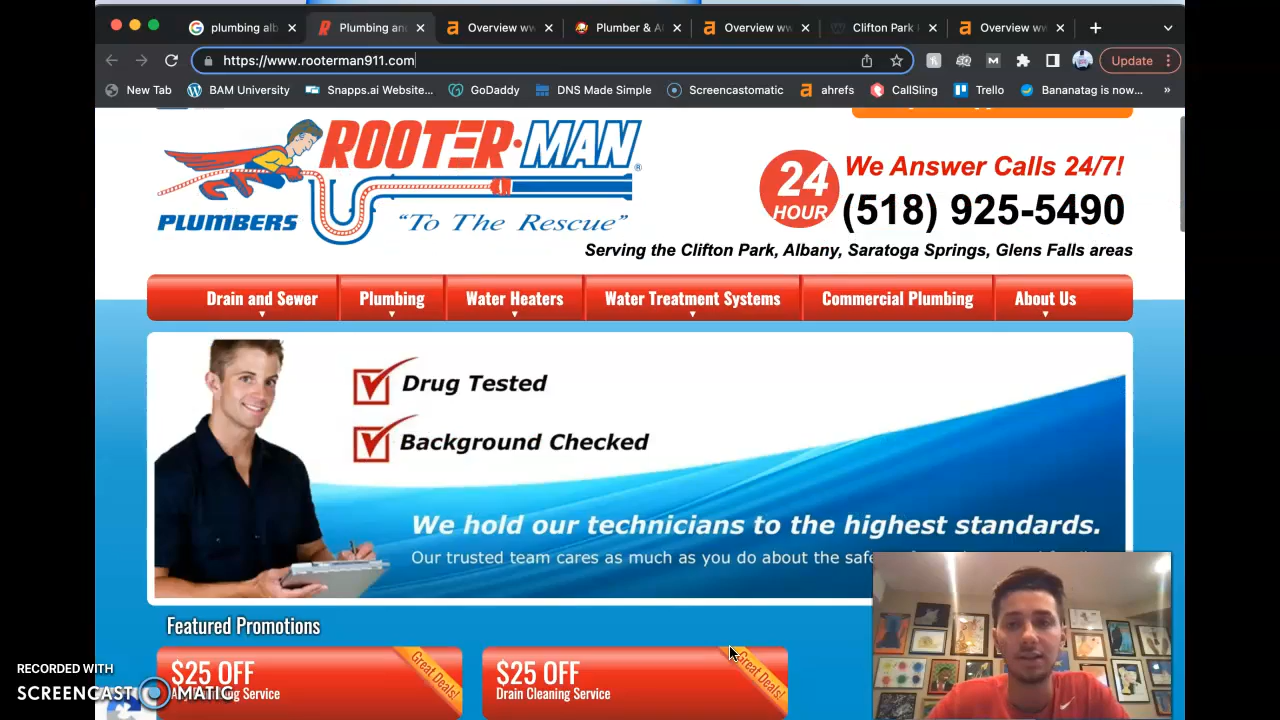 plumbing alb
Plumbing and
Overview ww
Plumber & Al
Overview ww
Clifton Park
Overview ww
https://www.rooterman911.com
Update
New Tab
BAM University
Snapps.ai Website...
GoDaddy
DNS Made Simple
Screencastomatic
ahrefs
CallSling
Trello
Bananatag is now...
»
ROOTER·MAN®
PLUMBERS
"To The Rescue"
24
HOUR
We Answer Calls 24/7!
(518) 925-5490
Serving the Clifton Park, Albany, Saratoga Springs, Glens Falls areas
Drain and Sewer
Plumbing
Water Heaters
Water Treatment Systems
Commercial Plumbing
About Us
Drug Tested
Background Checked
We hold our technicians to the highest standards.
Our trusted team cares as much as you do about the
Featured Promotions
$25 OFF
Great Deals!
$25 OFF
Drain Cleaning Service
Great Deals!
RECORDED WITH
SCREENCAST MATIC